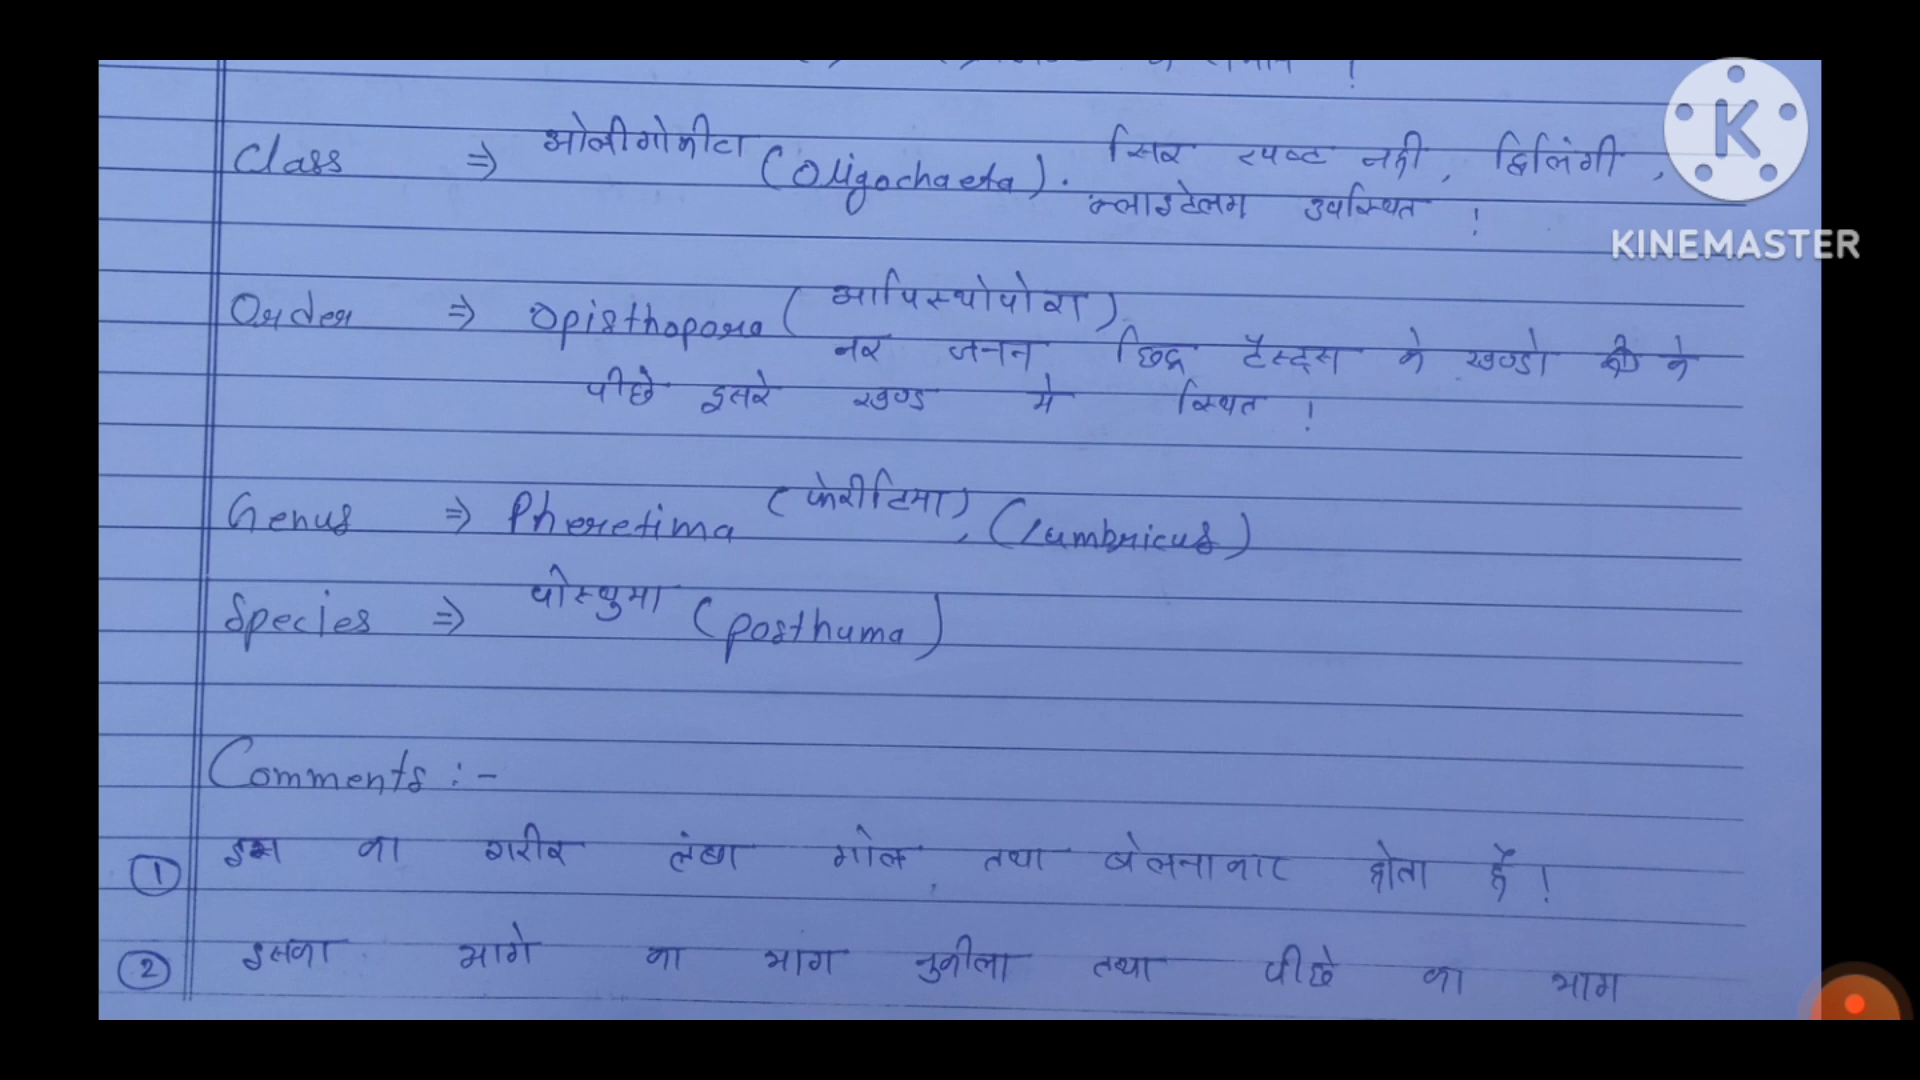 Class ⇒ ओलीगोकीटा (Oligochaeta). सिर स्पष्ट नही, द्विलिंगी,
क्लाइटेलम उपस्थित !
Order ⇒ Opisthopora (आपिस्थोपोरा)
नर जनन छिद्र टैस्टस के खण्डो के
पीछे दूसरे खण्ड मे स्थित !
Genus ⇒ Pheretima (फेरीटिमा), (Lumbricus)
Species ⇒ पोस्थुमा (posthuma)
Comments :-
① इस का शरीर लंबा गोल, तथा बेलनाकार होता है !
② इसका आगे का भाग नुकीला तथा पीछे का भाग
K
KINEMASTER